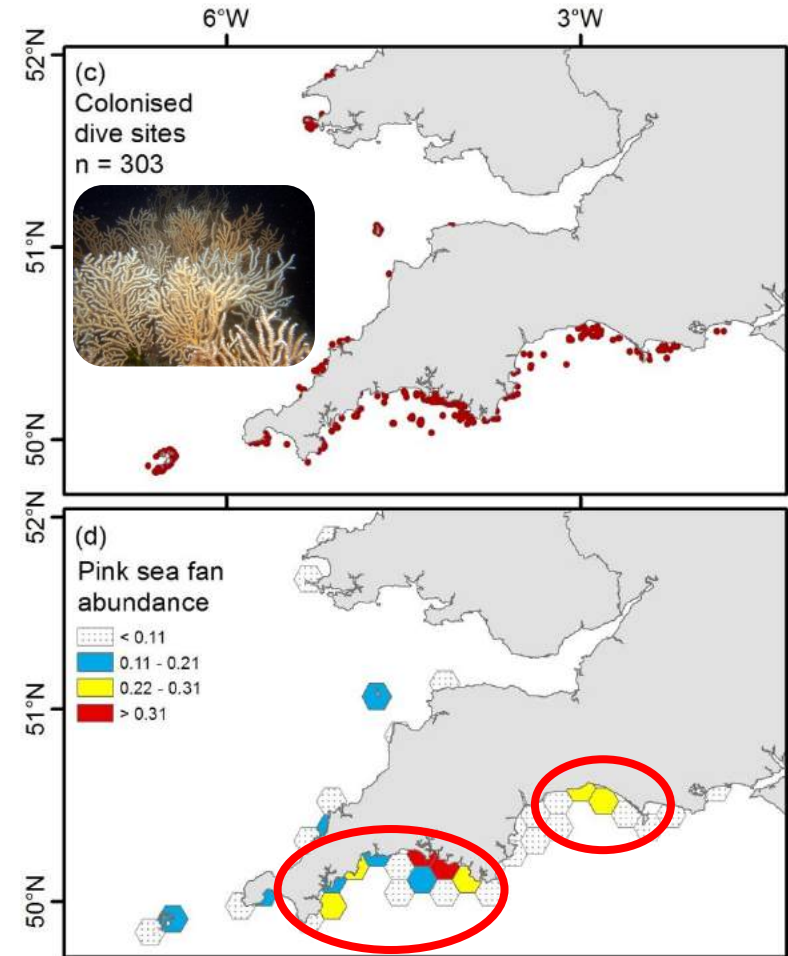 6°W 3°W
52°N
(c)
Colonised
dive sites
n = 303
51°N
50°N
52°N
(d)
Pink sea fan
abundance
< 0.11
0.11 - 0.21
0.22 - 0.31
> 0.31
51°N
50°N